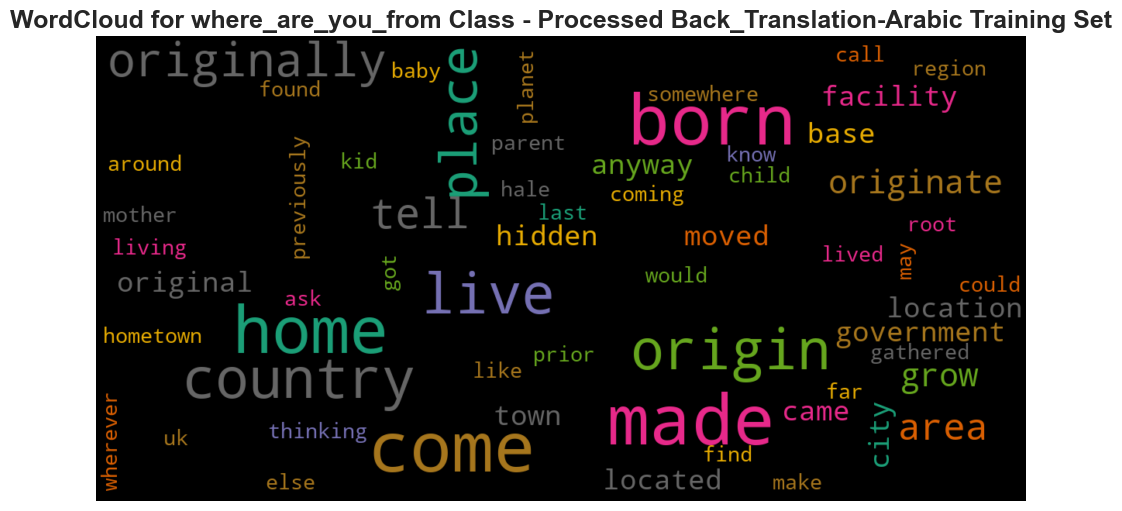 WordCloud for where_are_you_from Class - Processed Back_Translation-Arabic Training Set
originally
baby
place
planet
call
region
found
somewhere
facility
born
base
around
previously
kid
parent
anyway
know
child
originate
hale
coming
mother
tell
last
hidden
moved
root
living
lived
may
original
got
live
would
could
ask
location
hometown
home
origin
government
prior
gathered
country
like
grow
far
wherever
town
made
came
city
area
uk
thinking
come
find
else
located
make